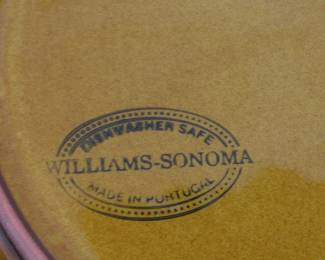 DISHWASHER SAFE
WILLIAMS-SONOMA
MADE IN PORTUGAL